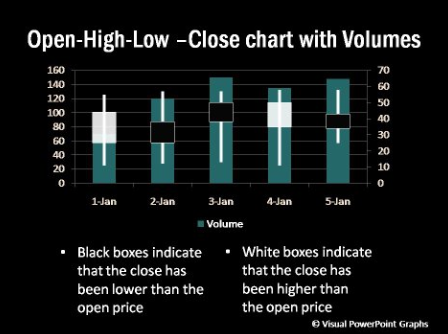 Open-High-Low –Close chart with Volumes
160 70
140 60
120 50
100 40
80 30
60 20
40 10
20 0
0
1-Jan 2-Jan 3-Jan 4-Jan 5-Jan
Volume
• Black boxes indicate
that the close has
been lower than the
open price
• White boxes indicate
that the close has
been higher than
the open price
© Visual PowerPoint Graphs